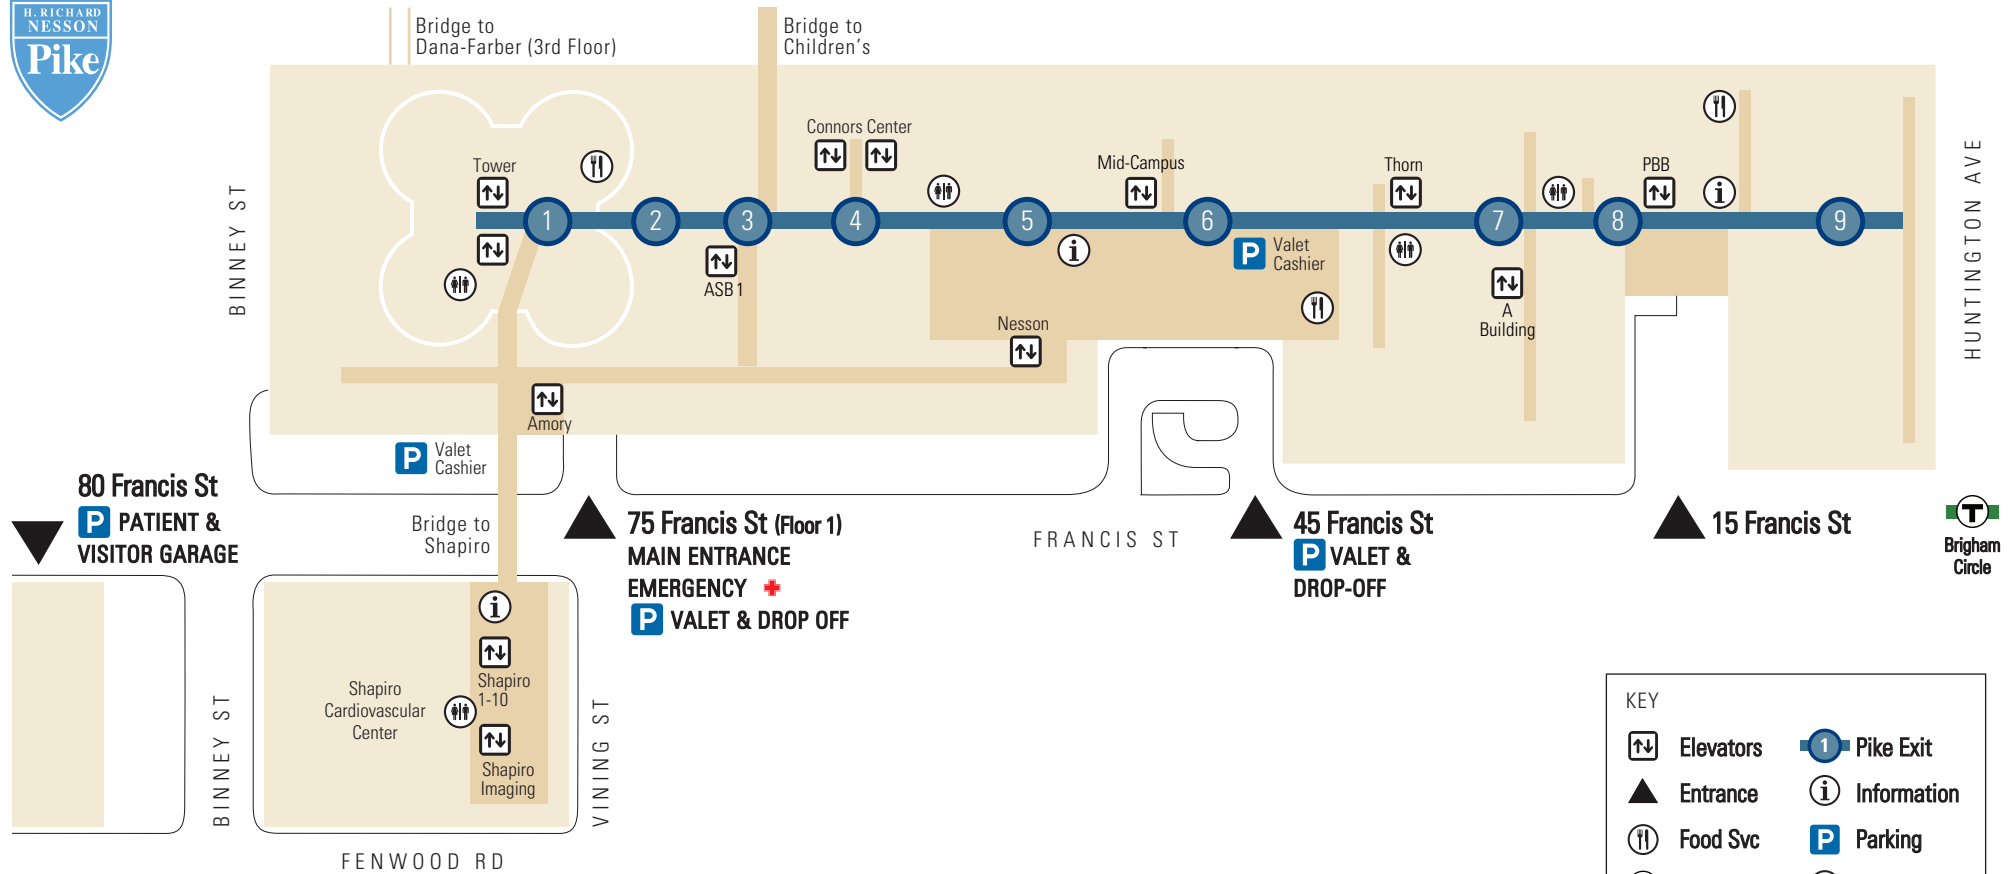 H. RICHARD
NESSON
Pike
Bridge to
Dana-Farber (3rd Floor)
Bridge to
Children's
Connors Center
Tower
Mid-Campus
Thorn
PBB
BINNEY ST
HUNTINGTON AVE
1
2
3
4
5
6
7
8
9
i
i
P
Valet
Cashier
ASB 1
A
Building
Nesson
Amory
P
Valet
Cashier
80 Francis St
P PATIENT &
VISITOR GARAGE
Bridge to
Shapiro
75 Francis St (Floor 1)
MAIN ENTRANCE
EMERGENCY
P VALET & DROP OFF
FRANCIS ST
45 Francis St
P VALET &
DROP-OFF
15 Francis St
T
Brigham
Circle
i
Shapiro
1-10
Shapiro
Cardiovascular
Center
Shapiro
Imaging
BINNEY ST
VINING ST
FENWOOD RD
KEY
Elevators
1 Pike Exit
Entrance
i Information
Food Svc
P Parking